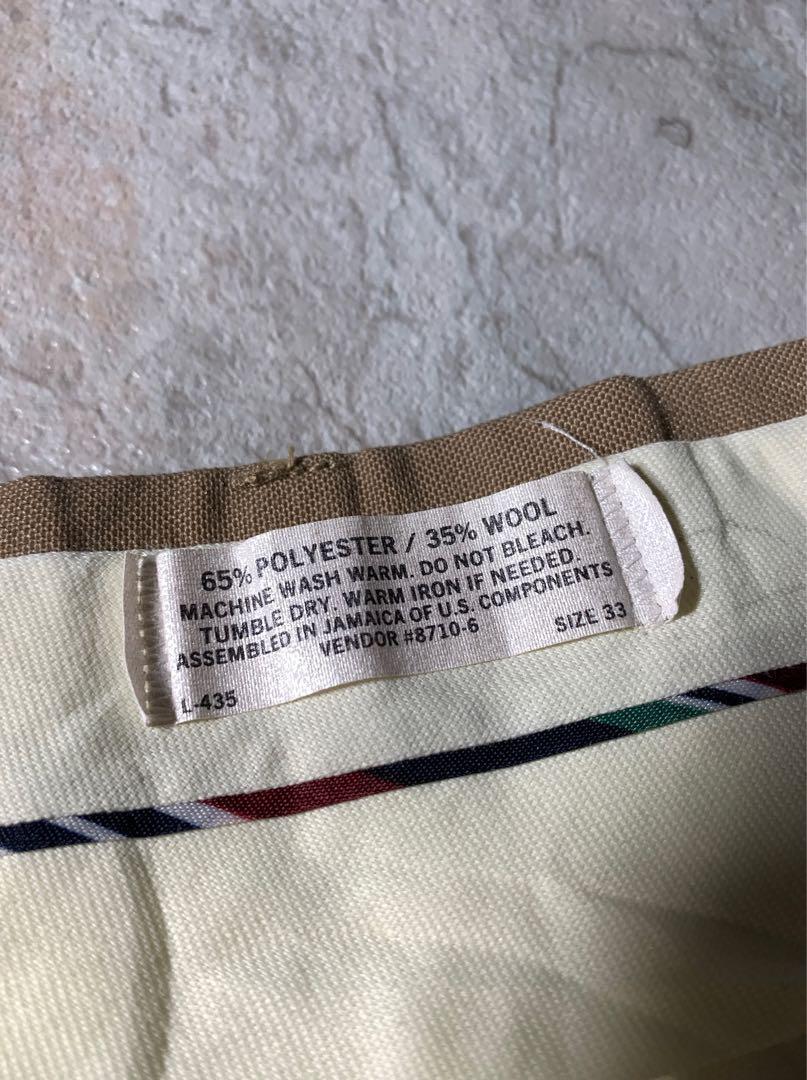 65% POLYESTER / 35% WOOL
MACHINE WASH WARM. DO NOT BLEACH.
TUMBLE DRY. WARM IRON IF NEEDED.
ASSEMBLED IN JAMAICA OF U.S. COMPONENTS
VENDOR #8710-6 SIZE 33
L-435